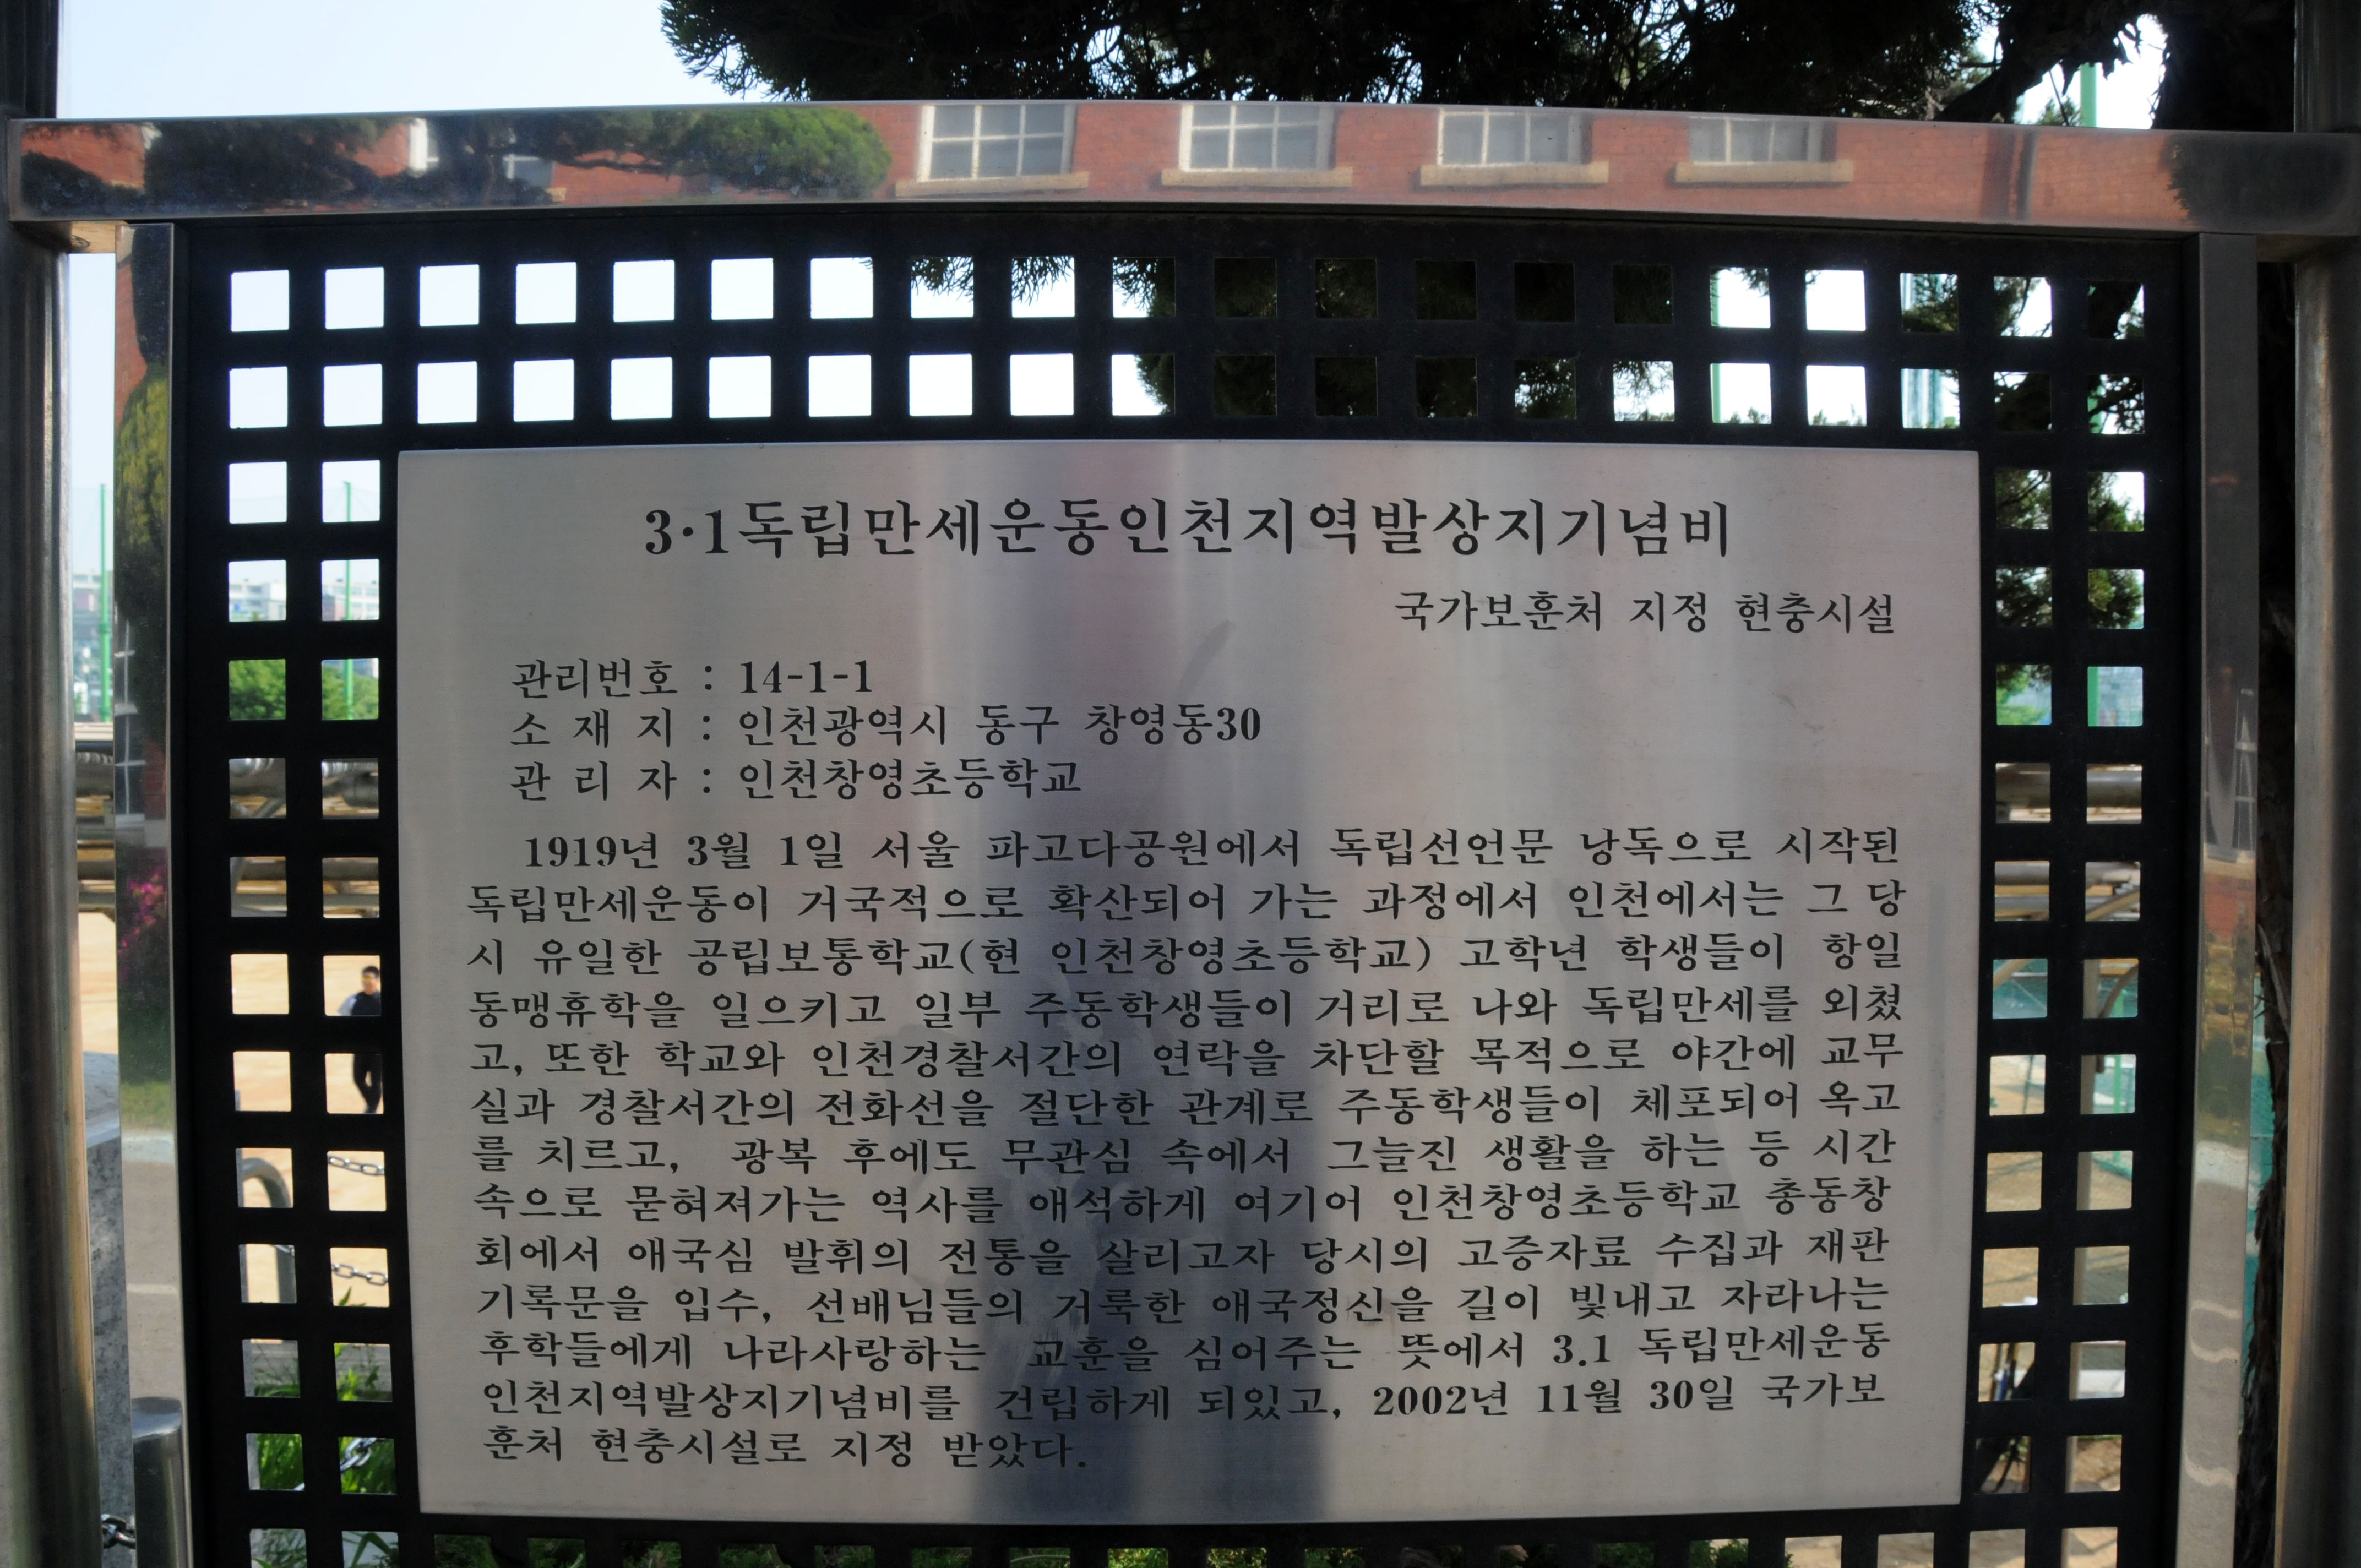 3·1독립만세운동인천지역발상지기념비
국가보훈처 지정 현충시설
관리번호 : 14-1-1
소 재 지 : 인천광역시 동구 창영동30
관 리 자 : 인천창영초등학교
1919년 3월 1일 서울 파고다공원에서 독립선언문 낭독으로 시작된
독립만세운동이 거국적으로 확산되어 가는 과정에서 인천에서는 그 당
시 유일한 공립보통학교(현 인천창영초등학교) 고학년 학생들이 항일
동맹휴학을 일으키고 일부 주동학생들이 거리로 나와 독립만세를 외쳤
고, 또한 학교와 인천경찰서간의 연락을 차단할 목적으로 야간에 교무
실과 경찰서간의 전화선을 절단한 관계로 주동학생들이 체포되어 옥고
를 치르고, 광복 후에도 무관심 속에서 그늘진 생활을 하는 등 시간
속으로 묻혀져가는 역사를 애석하게 여기어 인천창영초등학교 총동창
회에서 애국심 발휘의 전통을 살리고자 당시의 고증자료 수집과 재판
기록문을 입수, 선배님들의 거룩한 애국정신을 길이 빛내고 자라나는
후학들에게 나라사랑하는 교훈을 심어주는 뜻에서 3.1 독립만세운동
인천지역발상지기념비를 건립하게 되있고, 2002년 11월 30일 국가보
훈처 현충시설로 지정 받았다.